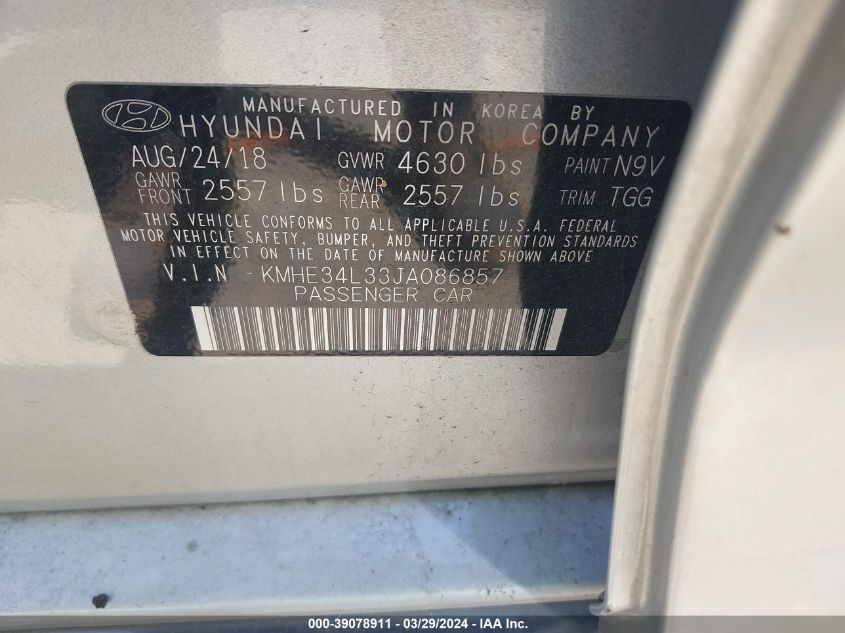 MANUFACTURED IN KOREA BY
HYUNDAI MOTOR COMPANY
AUG/24/18 GVWR 4630 lbs PAINT N9V
GAWR FRONT 2557 lbs GAWR REAR 2557 lbs TRIM TGG
THIS VEHICLE CONFORMS TO ALL APPLICABLE U.S.A. FEDERAL
MOTOR VEHICLE SAFETY, BUMPER, AND THEFT PREVENTION STANDARDS
IN EFFECT ON THE DATE OF MANUFACTURE SHOWN ABOVE
V.I.N - KMHE34L33JA086857
PASSENGER CAR
000-39078911 - 03/29/2024 - IAA Inc.